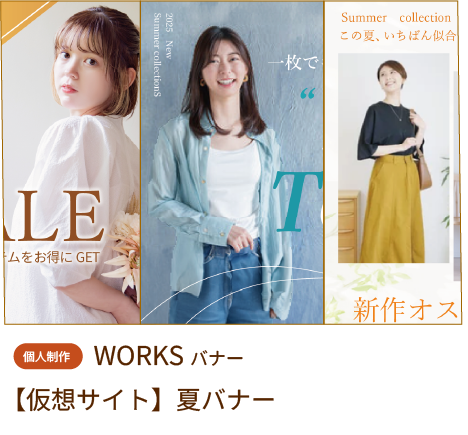 ALE
テムをお得に GET
2025 New
Summer collectionS
一枚で
“
T
Summer collection
この夏、いちばん似合
新作オス
個人制作
WORKS バナー
【仮想サイト】夏バナー